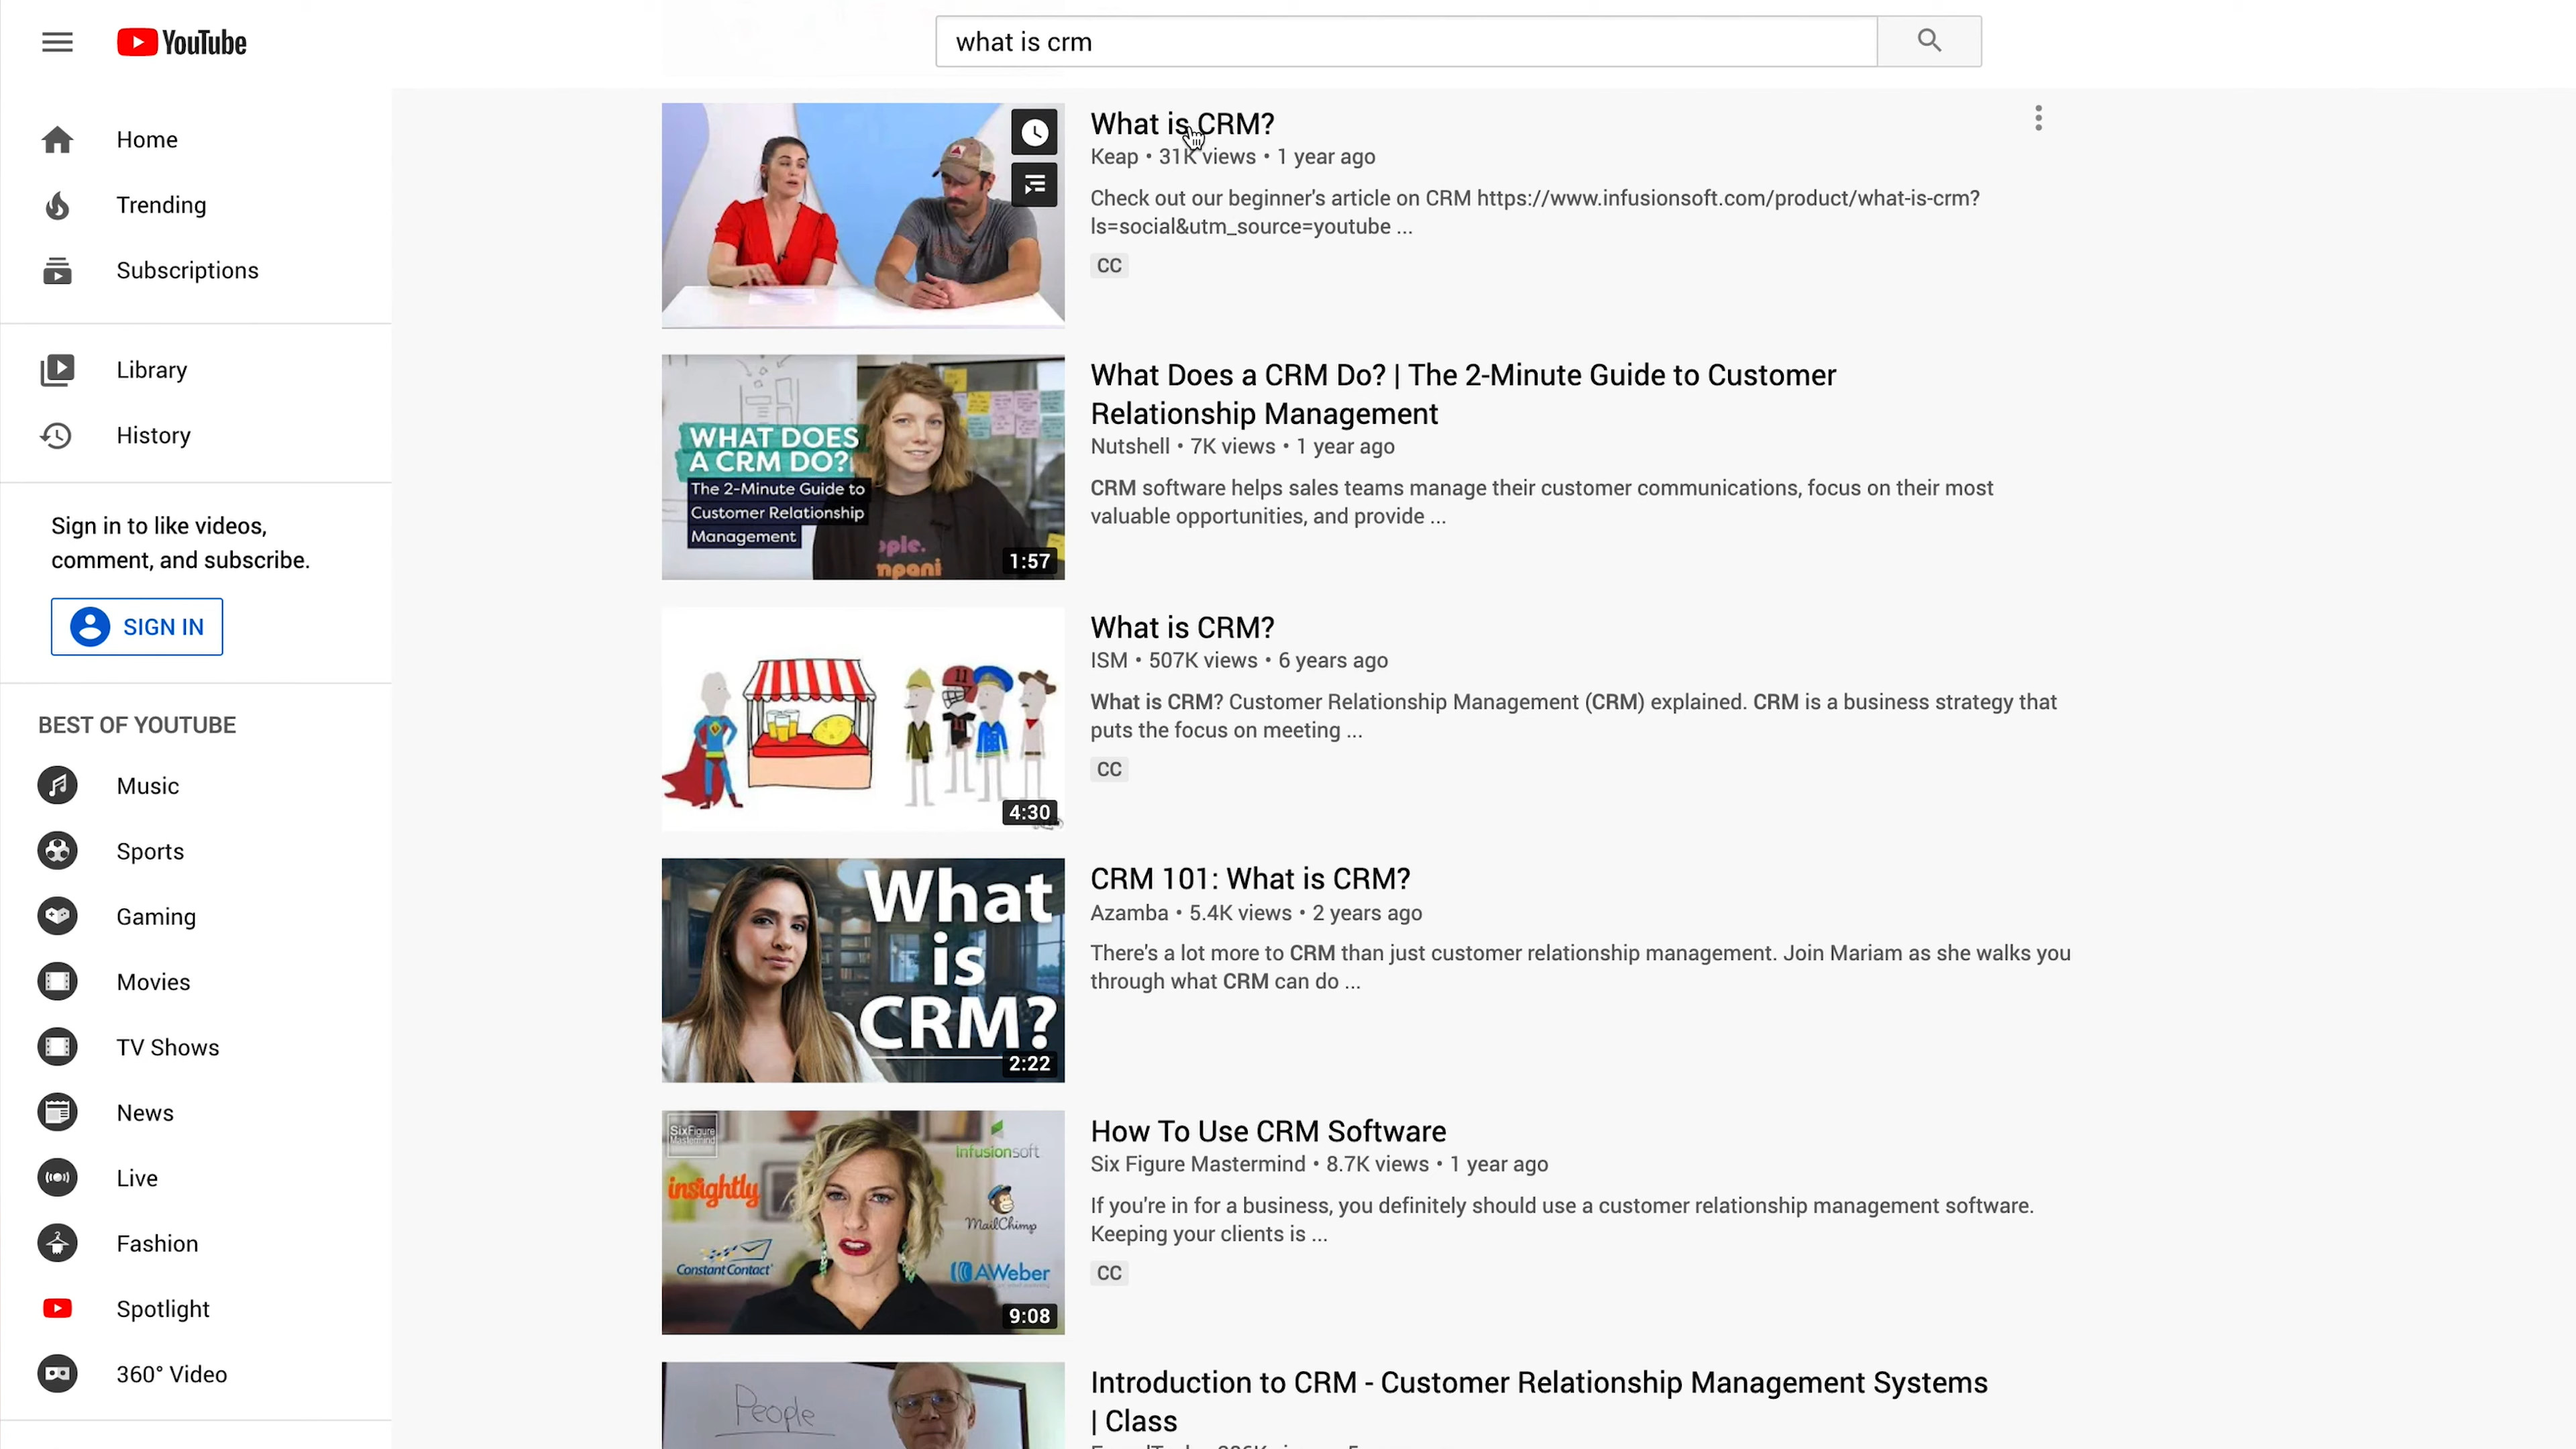 YouTube
what is crm
Home
Trending
Subscriptions
Library
History
Sign in to like videos,
comment, and subscribe.
SIGN IN
BEST OF YOUTUBE
Music
Sports
Gaming
Movies
TV Shows
News
Live
Fashion
Spotlight
360° Video
What is CRM?
Keap • 31K views • 1 year ago
Check out our beginner's article on CRM https://www.infusionsoft.com/product/what-is-crm?
ls=social&utm_source=youtube ...
CC
WHAT DOES
A CRM DO?
The 2-Minute Guide to
Customer Relationship
Management
1:57
What Does a CRM Do? | The 2-Minute Guide to Customer
Relationship Management
Nutshell • 7K views • 1 year ago
CRM software helps sales teams manage their customer communications, focus on their most
valuable opportunities, and provide ...
4:30
What is CRM?
ISM • 507K views • 6 years ago
What is CRM? Customer Relationship Management (CRM) explained. CRM is a business strategy that
puts the focus on meeting ...
CC
What
is
CRM?
2:22
CRM 101: What is CRM?
Azamba • 5.4K views • 2 years ago
There's a lot more to CRM than just customer relationship management. Join Mariam as she walks you
through what CRM can do ...
SixFigure
Mastermind
Infusionsoft
insightly
MailChimp
Constant Contact
AWeber
9:08
How To Use CRM Software
Six Figure Mastermind • 8.7K views • 1 year ago
If you're in for a business, you definitely should use a customer relationship management software.
Keeping your clients is ...
CC
People
Introduction to CRM - Customer Relationship Management Systems
| Class